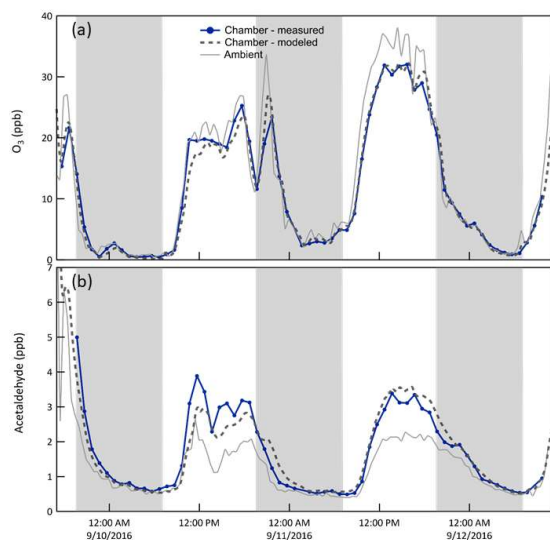 (a)
Chamber - measured
Chamber - modeled
Ambient
40
30
20
10
0
O3 (ppb)
(b)
7
6
5
4
3
2
1
0
Acetaldehyde (ppb)
12:00 AM 12:00 PM 12:00 AM 12:00 PM 12:00 AM
9/10/2016 9/11/2016 9/12/2016